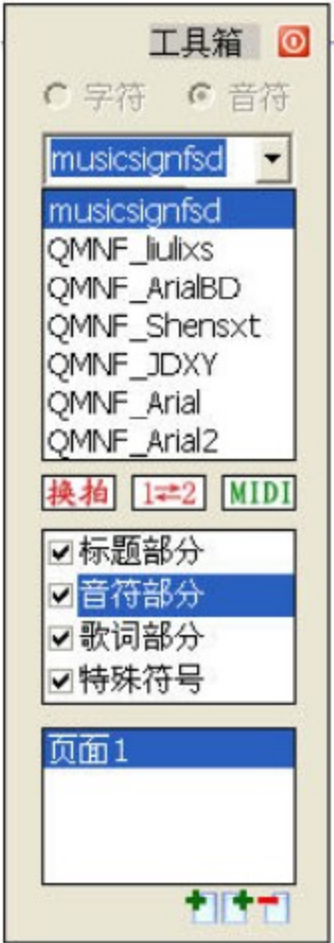 工具箱
字符 音符
musicsignfsd
musicsignfsd
QMNF_liulixs
QMNF_ArialBD
QMNF_Shensxt
QMNF_JDXY
QMNF_Arial
QMNF_Arial2
换拍 1⇄2 MIDI
标题部分
音符部分
歌词部分
特殊符号
页面1